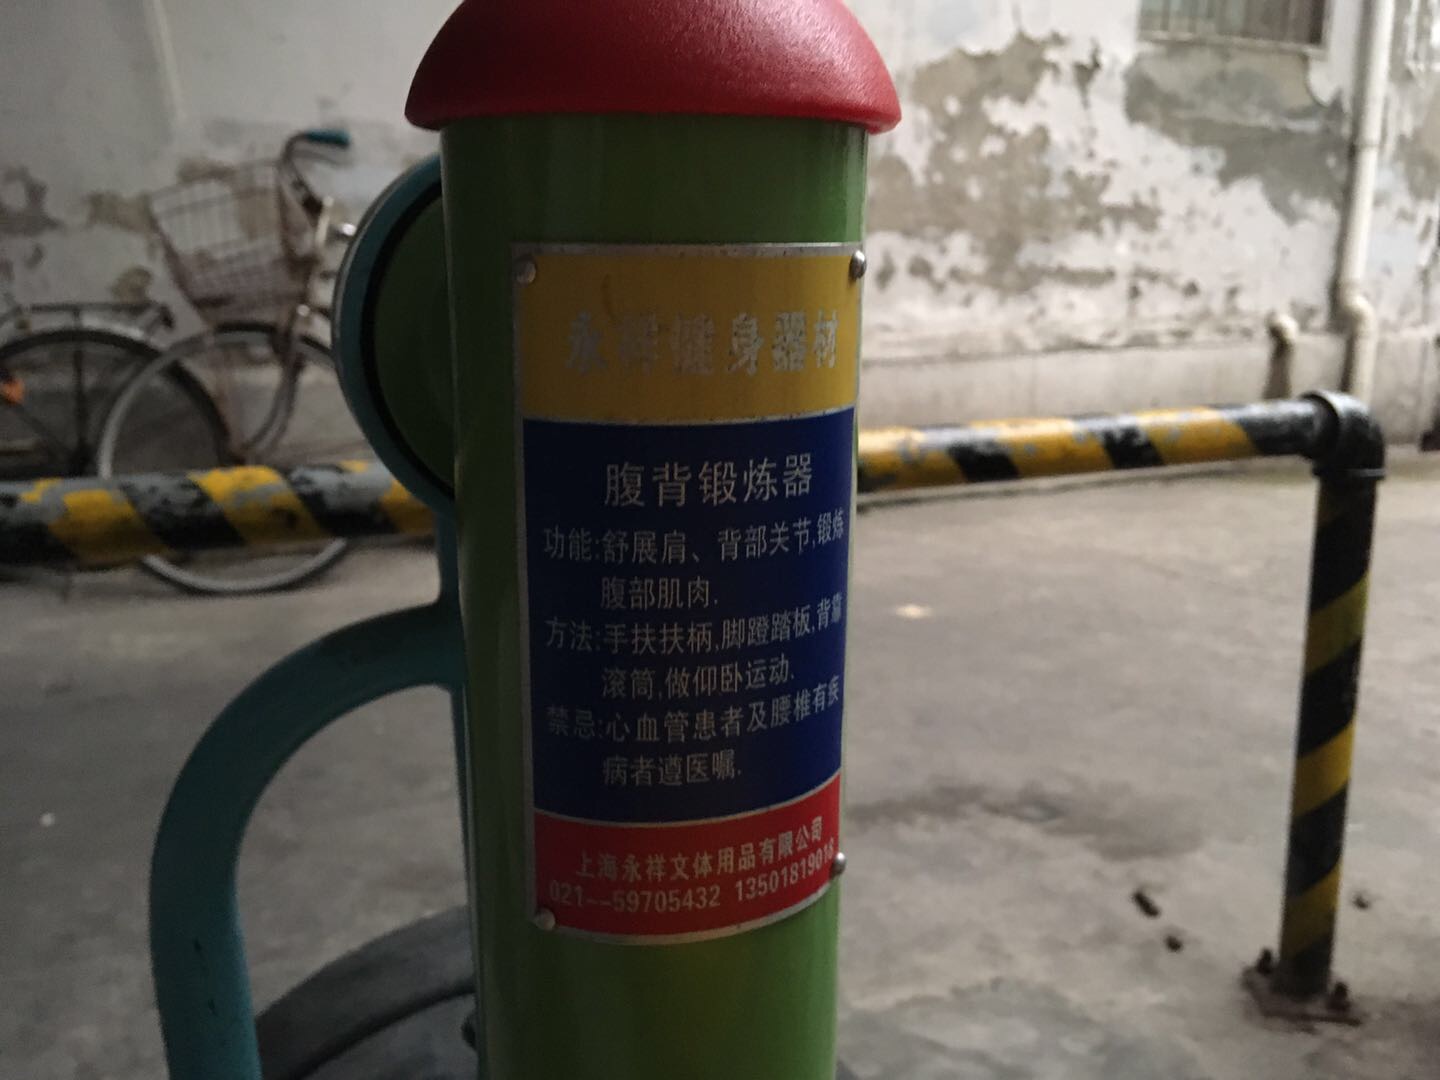 永祥健身器材
腹背锻炼器
功能:舒展肩、背部关节,锻炼
腹部肌肉.
方法:手扶扶柄,脚蹬踏板,背靠
滚筒,做仰卧运动.
禁忌:心血管患者及腰椎有疾
病者遵医嘱.
上海永祥文体用品有限公司
021--59705432 13501819018